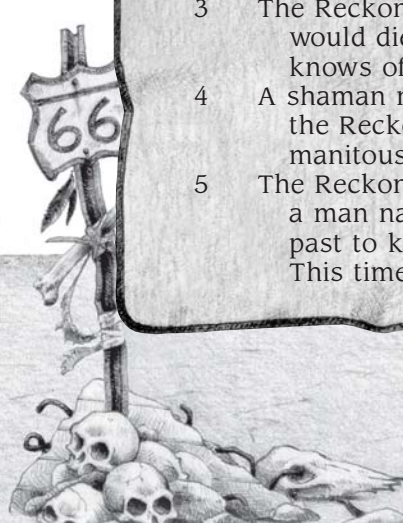 66
3 The Reckon
would die
knows of
4 A shaman
the Reck
manitous
5 The Reckon
a man na
past to k
This time